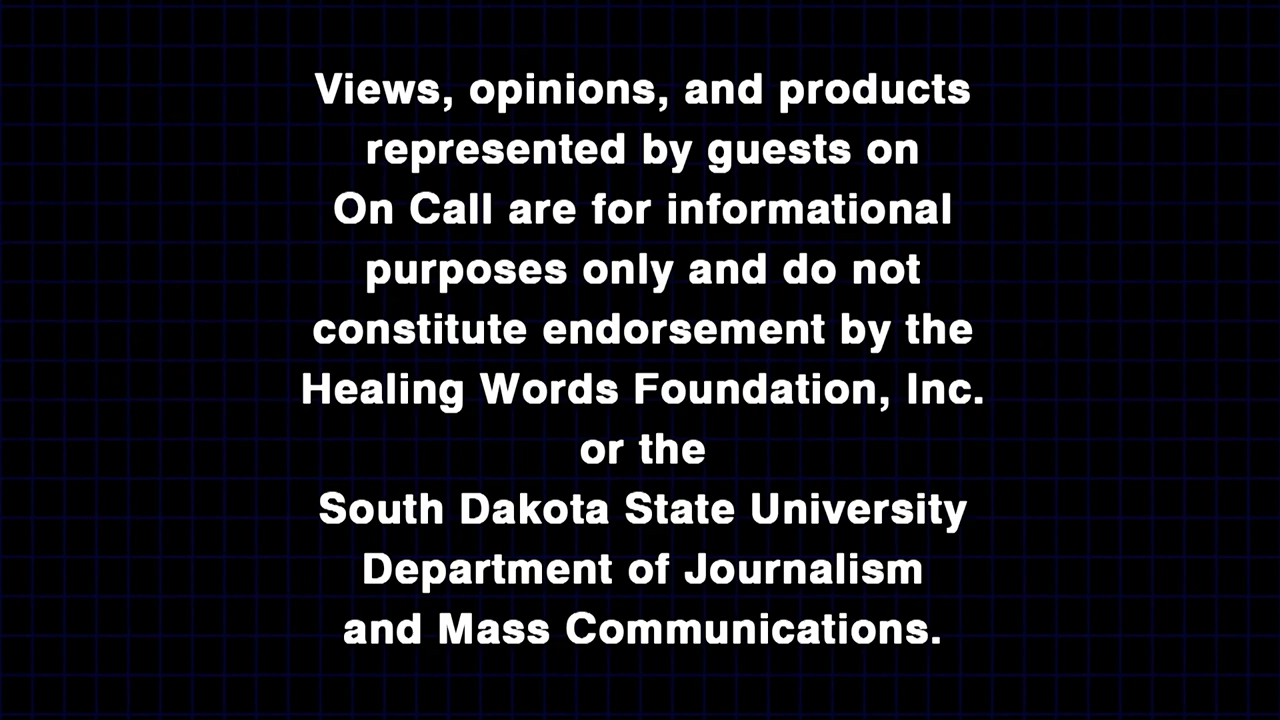 Views, opinions, and products
represented by guests on
On Call are for informational
purposes only and do not
constitute endorsement by the
Healing Words Foundation, Inc.
or the
South Dakota State University
Department of Journalism
and Mass Communications.